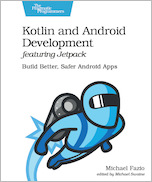 The
Pragmatic
Programmers
Kotlin and Android
Development
featuring Jetpack
Build Better, Safer Android Apps
Michael Fazio
edited by Michael Swaine